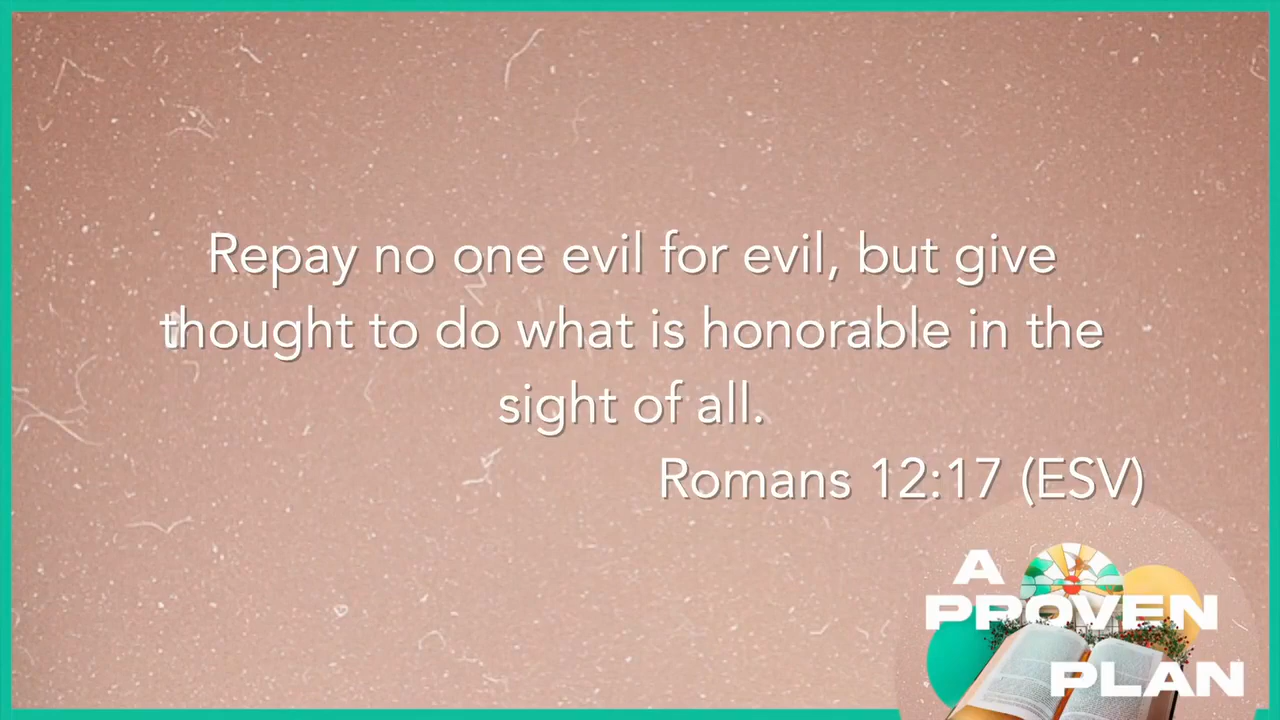 Repay no one evil for evil, but give
thought to do what is honorable in the
sight of all.
Romans 12:17 (ESV)
A
PROVEN
PLAN